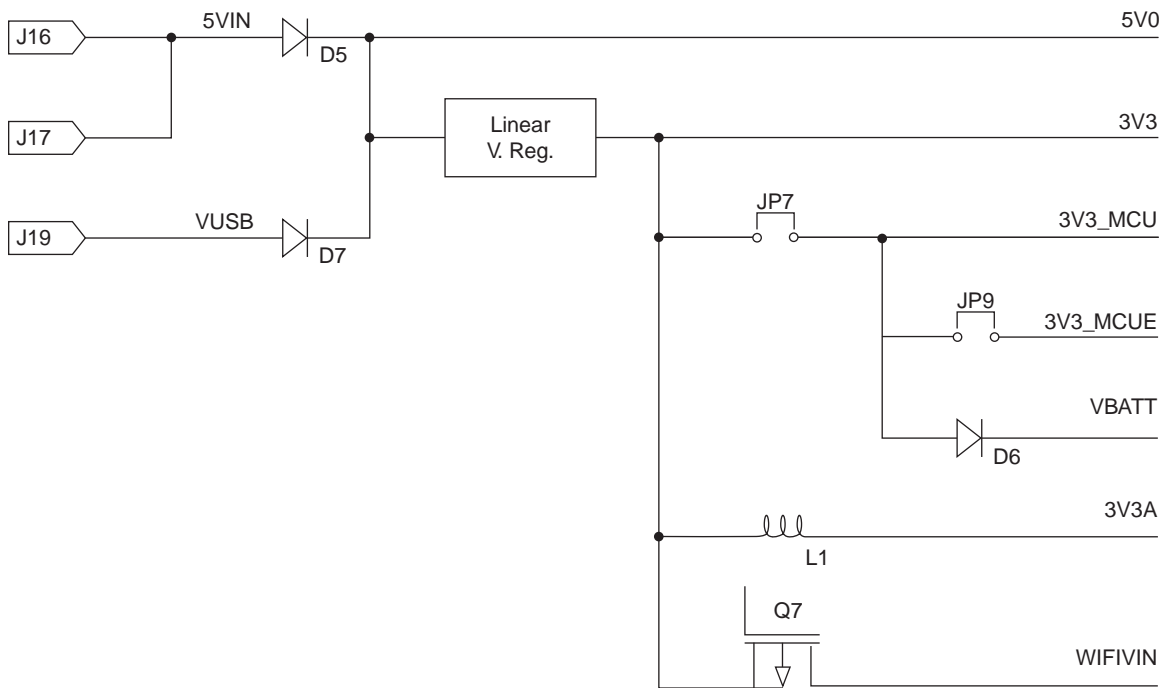 J16
5VIN
D5
5V0
J17
Linear
V. Reg.
3V3
J19
VUSB
D7
JP7
3V3_MCU
JP9
3V3_MCUE
VBATT
D6
3V3A
L1
Q7
WIFIVIN